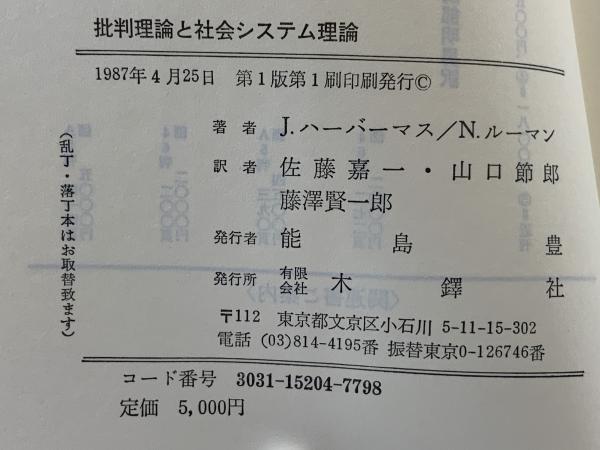 批判理論と社会システム理論
1987年4月25日 第1版第1刷印刷発行©
著者 J.ハーバーマス/N.ルーマン
訳者 佐藤嘉一・山口節郎
藤澤賢一郎
発行者 能島豊
発行所 有限会社 木鐸社
〒112 東京都文京区小石川 5-11-15-302
電話 (03)814-4195番 振替東京0-126746番
コード番号 3031-15204-7798
定価 5,000円
(乱丁・落丁本はお取替致ます)